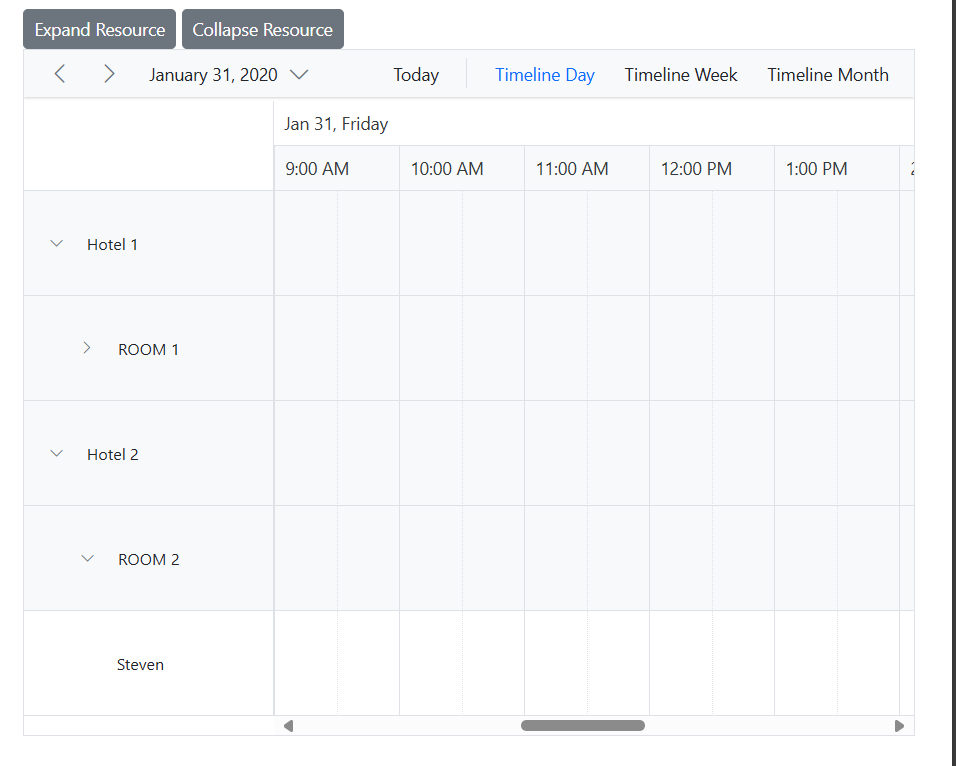 Expand Resource Collapse Resource
January 31, 2020 Today Timeline Day Timeline Week Timeline Month
Jan 31, Friday
9:00 AM 10:00 AM 11:00 AM 12:00 PM 1:00 PM
Hotel 1
ROOM 1
Hotel 2
ROOM 2
Steven